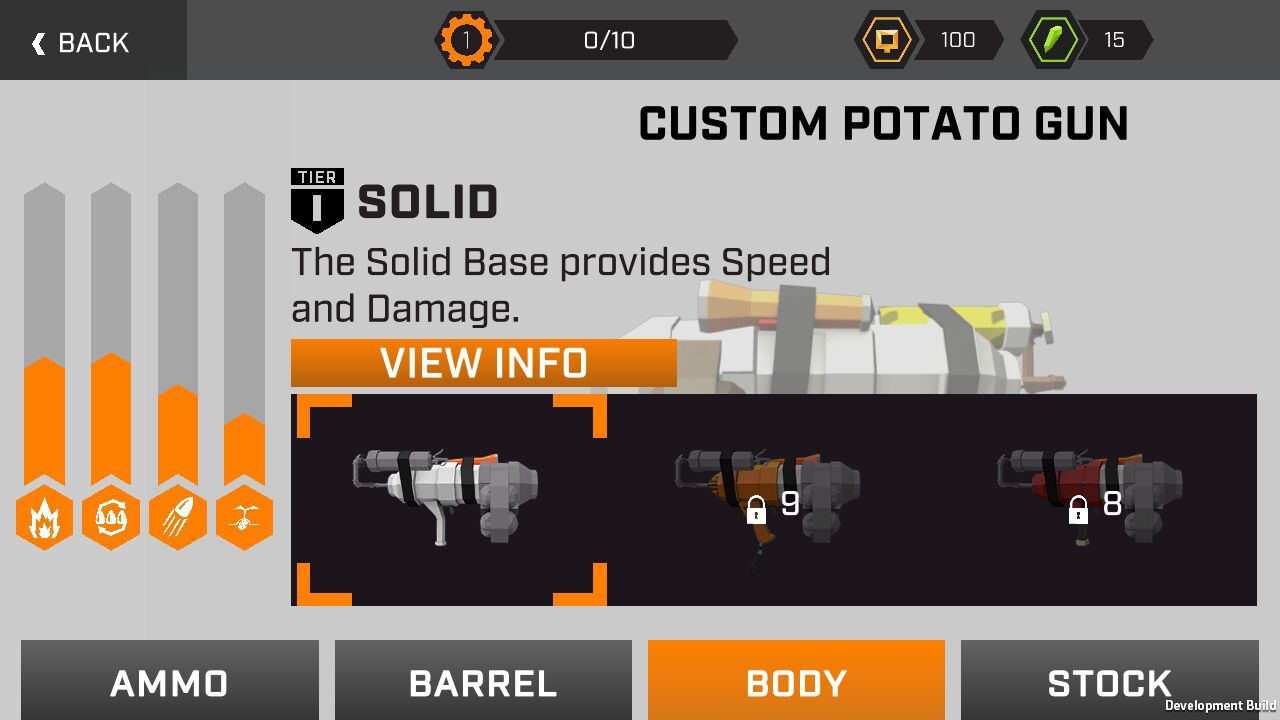 BACK
1
0/10
100
15
CUSTOM POTATO GUN
TIER
I
SOLID
The Solid Base provides Speed
and Damage.
VIEW INFO
9
8
AMMO
BARREL
BODY
STOCK
Development Build